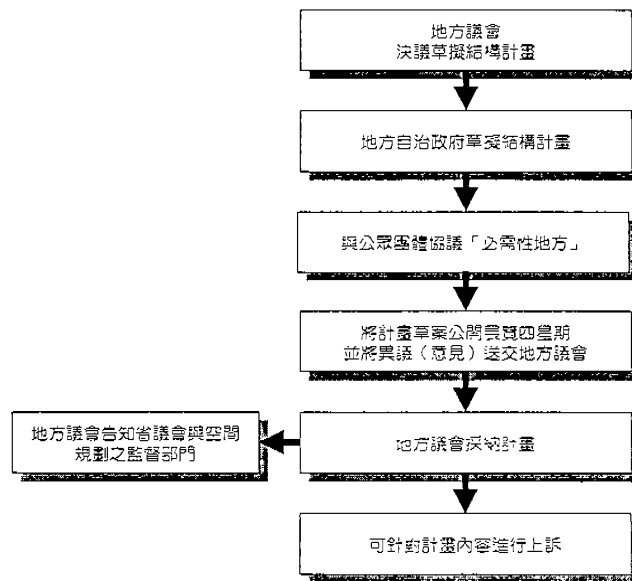 地方議會
決議草擬結構計畫
地方自治政府草擬結構計畫
與公眾團體協議「必需性地方」
將計畫草案公開展覽四星期
並將異議（意見）送交地方議會
地方議會告知省議會與空間
規劃之監督部門
地方議會採納計畫
可針對計畫內容進行上訴